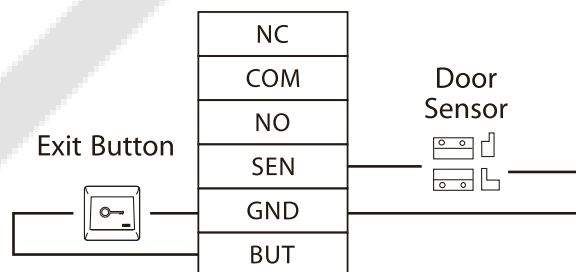 NC
COM
NO
SEN
GND
BUT
Exit Button
Door
Sensor